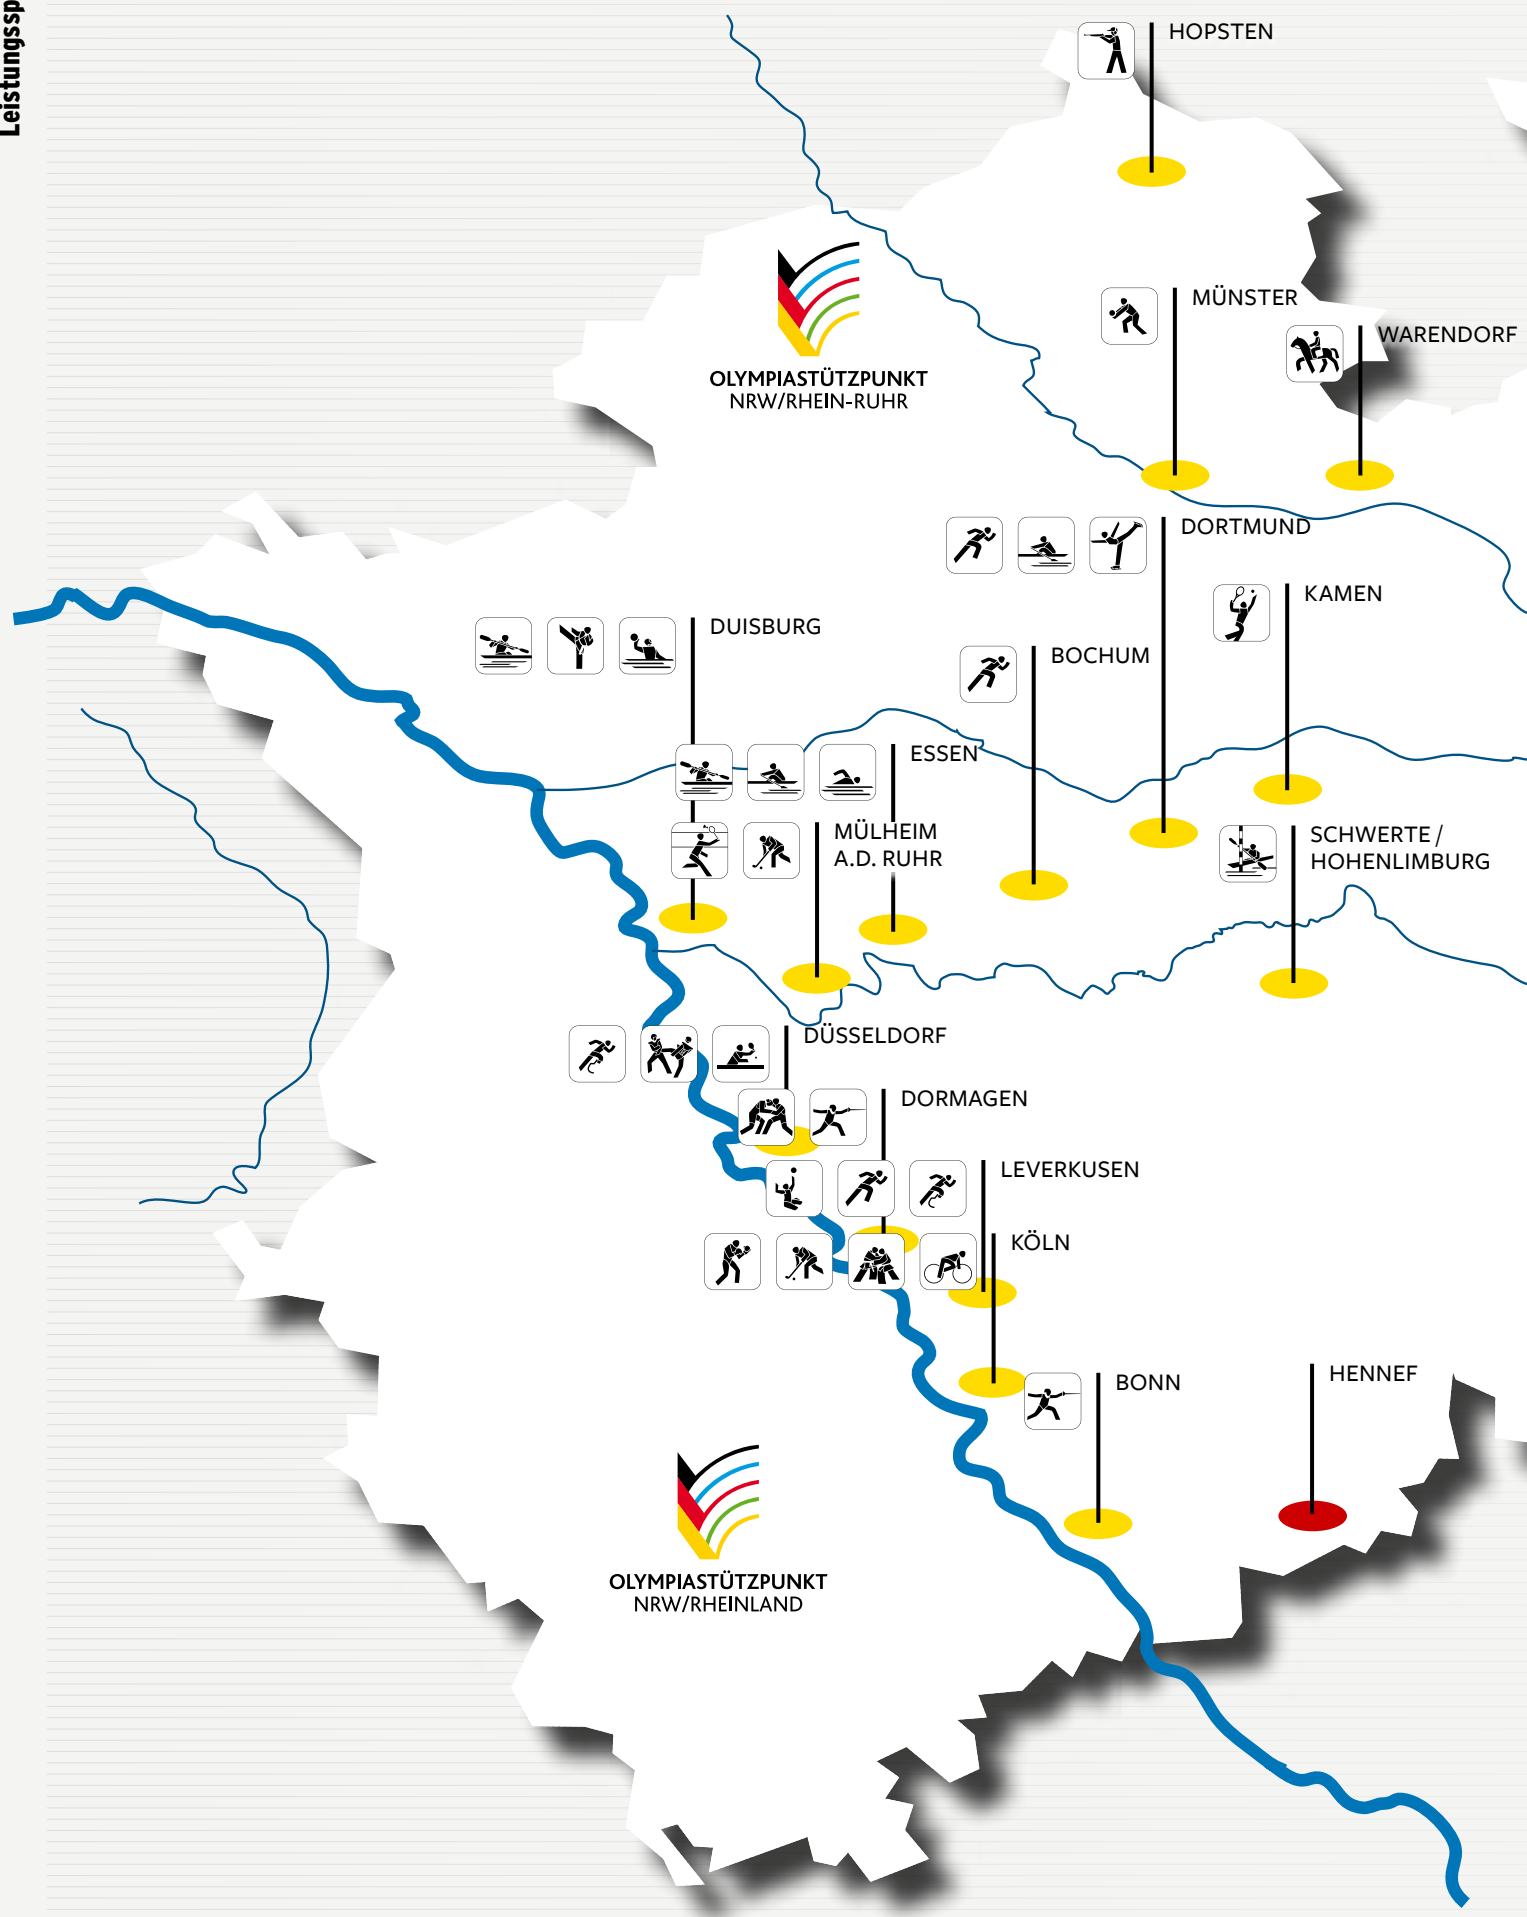 Leistungssp
HOPSTEN
MÜNSTER
WARENDORF
OLYMPIASTÜTZPUNKT
NRW/RHEIN-RUHR
DORTMUND
KAMEN
DUISBURG
BOCHUM
ESSEN
MÜLHEIM
A.D. RUHR
SCHWERTE /
HOHENLIMBURG
DÜSSELDORF
DORMAGEN
LEVERKUSEN
KÖLN
BONN
HENNEF
OLYMPIASTÜTZPUNKT
NRW/RHEINLAND